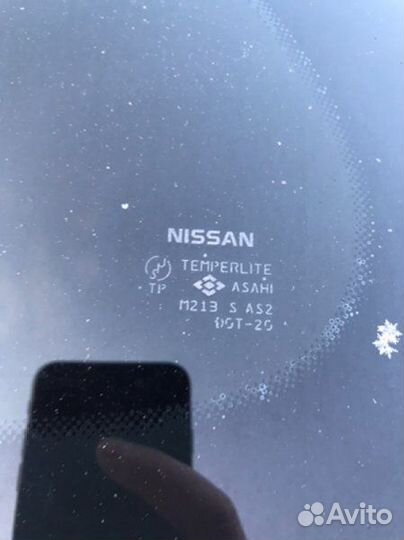 NISSAN
TEMPERLITE
TP ASAHI
M213 S AS2
DOT-20
Avito